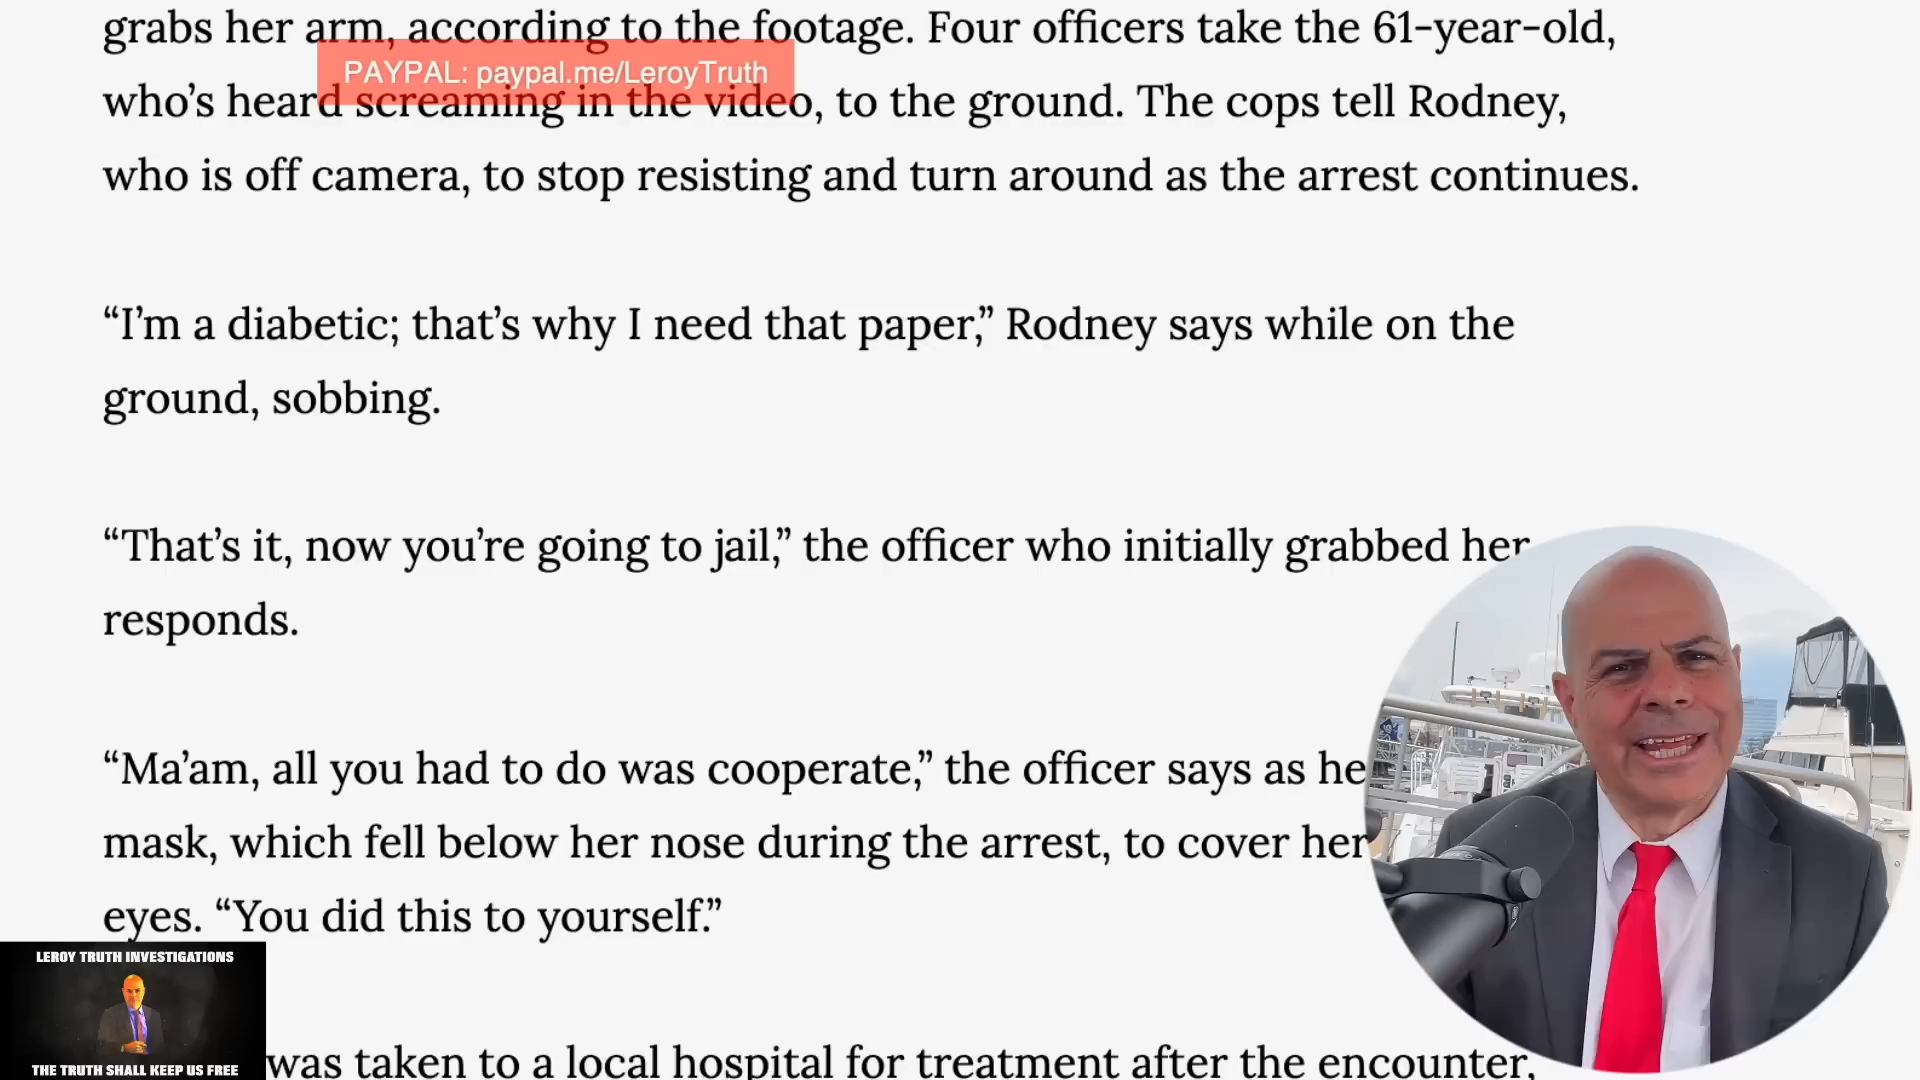 grabs her arm, according to the footage. Four officers take the 61-year-old,
PAYPAL: paypal.me/LeroyTruth
who’s heard screaming in the video, to the ground. The cops tell Rodney,
who is off camera, to stop resisting and turn around as the arrest continues.
“I’m a diabetic; that’s why I need that paper,” Rodney says while on the
ground, sobbing.
“That’s it, now you’re going to jail,” the officer who initially grabbed her
responds.
“Ma’am, all you had to do was cooperate,” the officer says as he
mask, which fell below her nose during the arrest, to cover her
eyes. “You did this to yourself.”
LEROY TRUTH INVESTIGATIONS
THE TRUTH SHALL KEEP US FREE
was taken to a local hospital for treatment after the encounter,